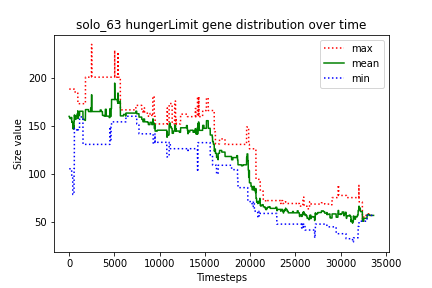 solo_63 hungerLimit gene distribution over time
max
mean
min
Size value
200
150
100
50
0
5000
10000
15000
20000
25000
30000
35000
Timesteps